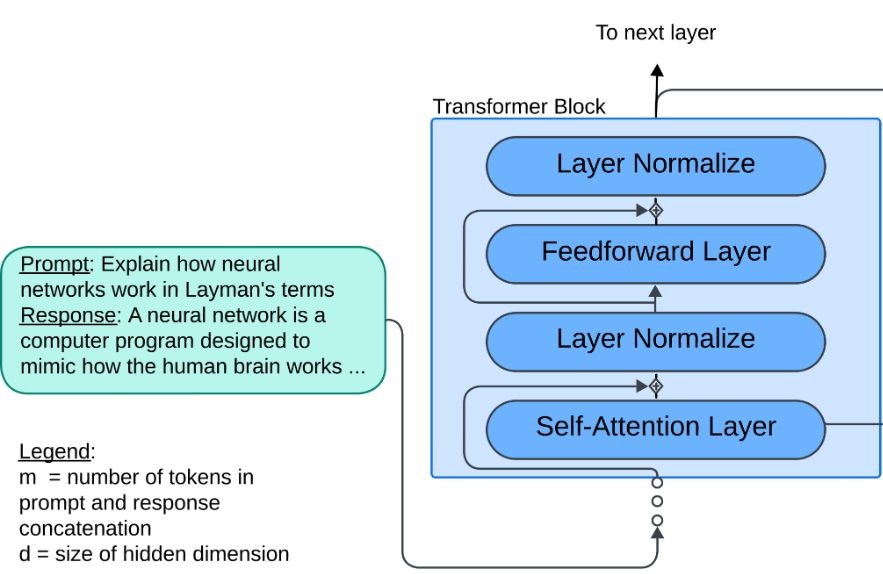 To next layer
Transformer Block
Layer Normalize
Feedforward Layer
Layer Normalize
Self-Attention Layer
Prompt: Explain how neural
networks work in Layman's terms
Response: A neural network is a
computer program designed to
mimic how the human brain works ...
Legend:
m = number of tokens in
prompt and response
concatenation
d = size of hidden dimension